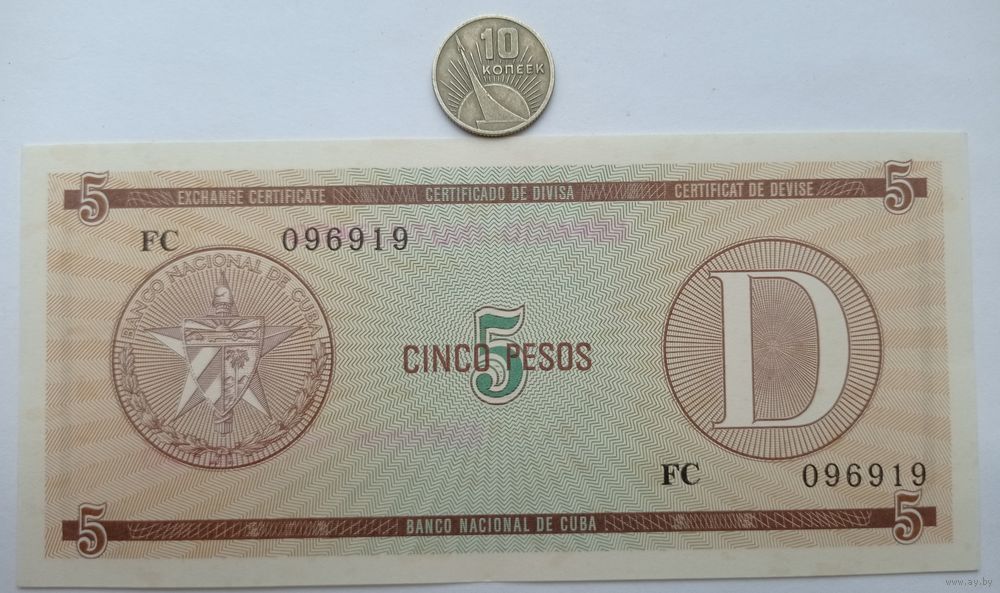 10
КОПЕЕК
5 EXCHANGE CERTIFICATE CERTIFICADO DE DIVISA CERTIFICAT DE DEVISE 5
FC 096919
BANCO NACIONAL DE CUBA
5
CINCO PESOS
D
FC 096919
5 BANCO NACIONAL DE CUBA 5
www.ay.by